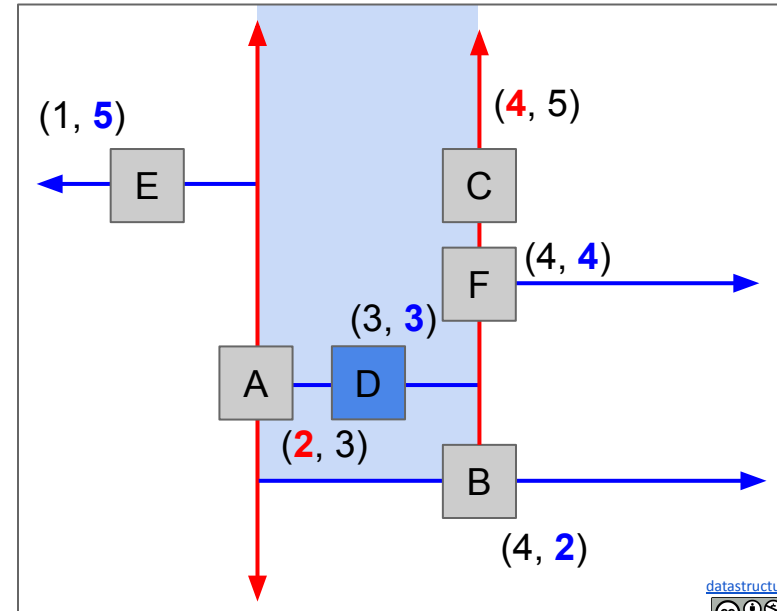 (1, 5)
(4, 5)
E
C
F
(4, 4)
(3, 3)
A
D
(2, 3)
B
(4, 2)